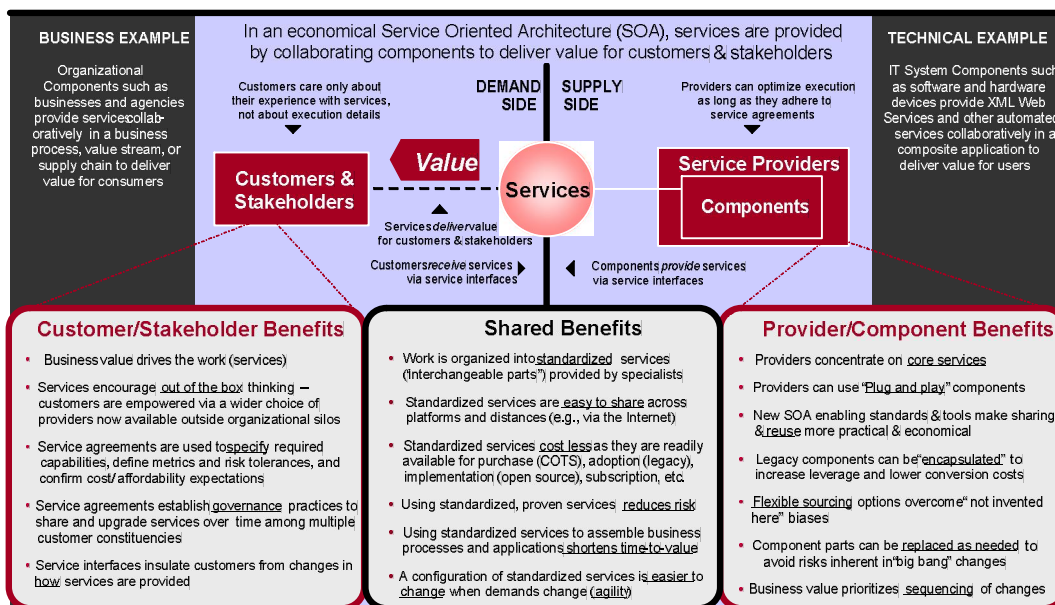 In an economical Service Oriented Architecture (SOA), services are provided
by collaborating components to deliver value for customers & stakeholders
BUSINESS EXAMPLE
Organizational
Components such as
businesses and agencies
provide services collab-
oratively in a business
process, value stream, or
supply chain to deliver
value for consumers
Customers care only about
their experience with services,
not about execution details
DEMAND
SIDE
SUPPLY
SIDE
Providers can optimize execution
as long as they adhere to
service agreements
TECHNICAL EXAMPLE
IT System Components such
as software and hardware
devices provide XML Web
Services and other automated
services collaboratively in a
composite application to
deliver value for users
Customers &
Stakeholders
Value
Services
Service Providers
Components
Services deliver value
for customers & stakeholders
Customers receive services
via service interfaces
Components provide services
via service interfaces
Customer/Stakeholder Benefits
• Business value drives the work (services)
• Services encourage out of the box thinking –
customers are empowered via a wider choice of
providers now available outside organizational silos
• Service agreements are used to specify required
capabilities, define metrics and risk tolerances, and
confirm cost/affordability expectations
• Service agreements establish governance practices to
share and upgrade services over time among multiple
customer constituencies
• Service interfaces insulate customers from changes in
how services are provided
Shared Benefits
• Work is organized into standardized services
("interchangeable parts") provided by specialists
• Standardized services are easy to share across
platforms and distances (e.g., via the Internet)
• Standardized services cost less as they are readily
available for purchase (COTS), adoption (legacy),
implementation (open source), subscription, etc.
• Using standardized, proven services reduces risk
• Using standardized services to assemble business
processes and applications shortens time-to-value
• A configuration of standardized services is easier to
change when demands change (agility)
Provider/Component Benefits
• Providers concentrate on core services
• Providers can use "Plug and play" components
• New SOA enabling standards & tools make sharing
& reuse more practical & economical
• Legacy components can be "encapsulated" to
increase leverage and lower conversion costs
• Flexible sourcing options overcome "not invented
here" biases
• Component parts can be replaced as needed to
avoid risks inherent in "big bang" changes
• Business value prioritizes sequencing of changes